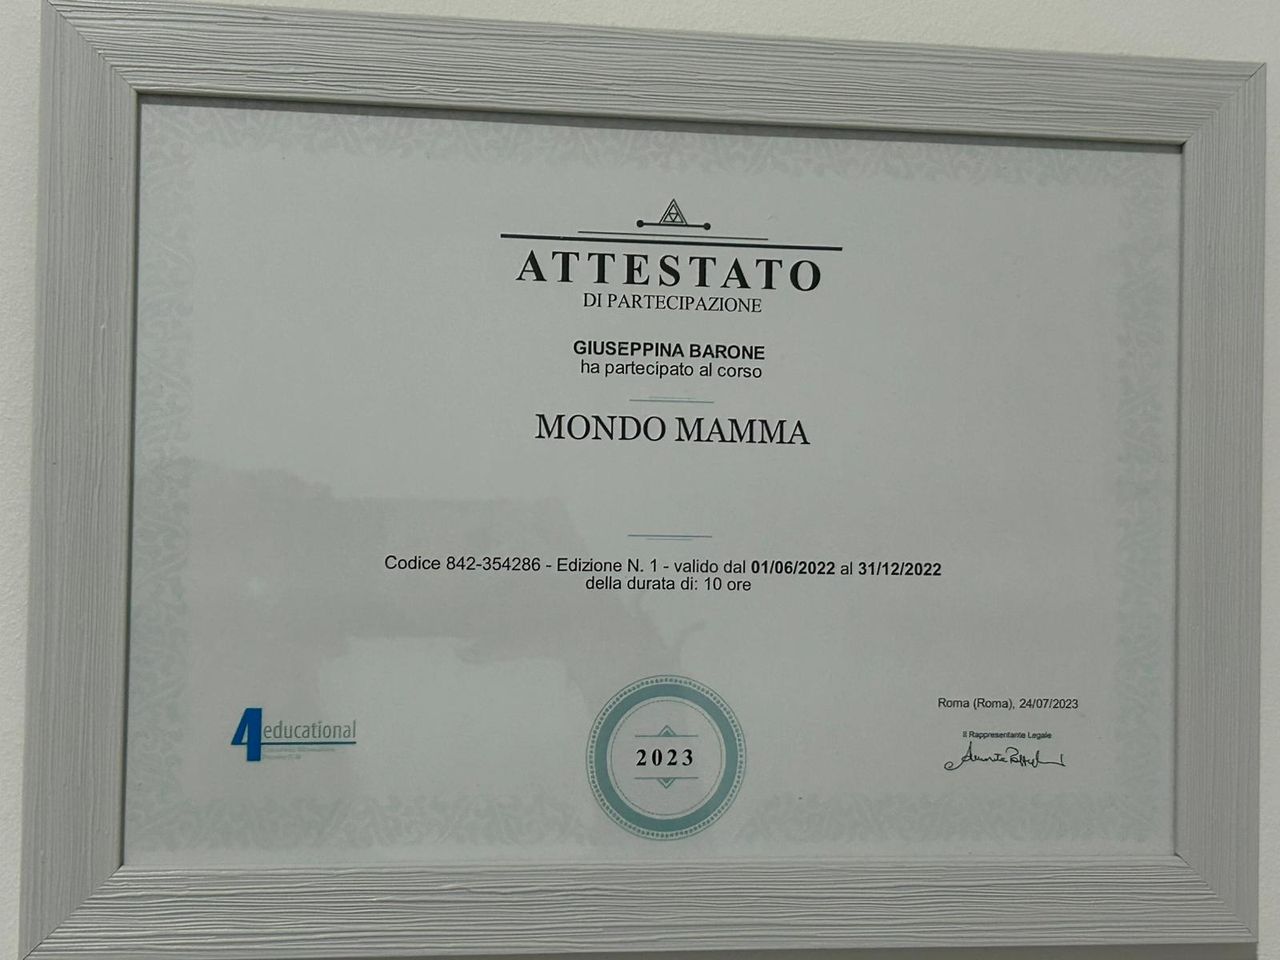 ATTESTATO
DI PARTECIPAZIONE
GIUSEPPINA BARONE
ha partecipato al corso
MONDO MAMMA
Codice 842-354286 - Edizione N. 1 - valido dal 01/06/2022 al 31/12/2022
della durata di: 10 ore
4educational
2023
Roma (Roma), 24/07/2023
Il Rappresentante Legale